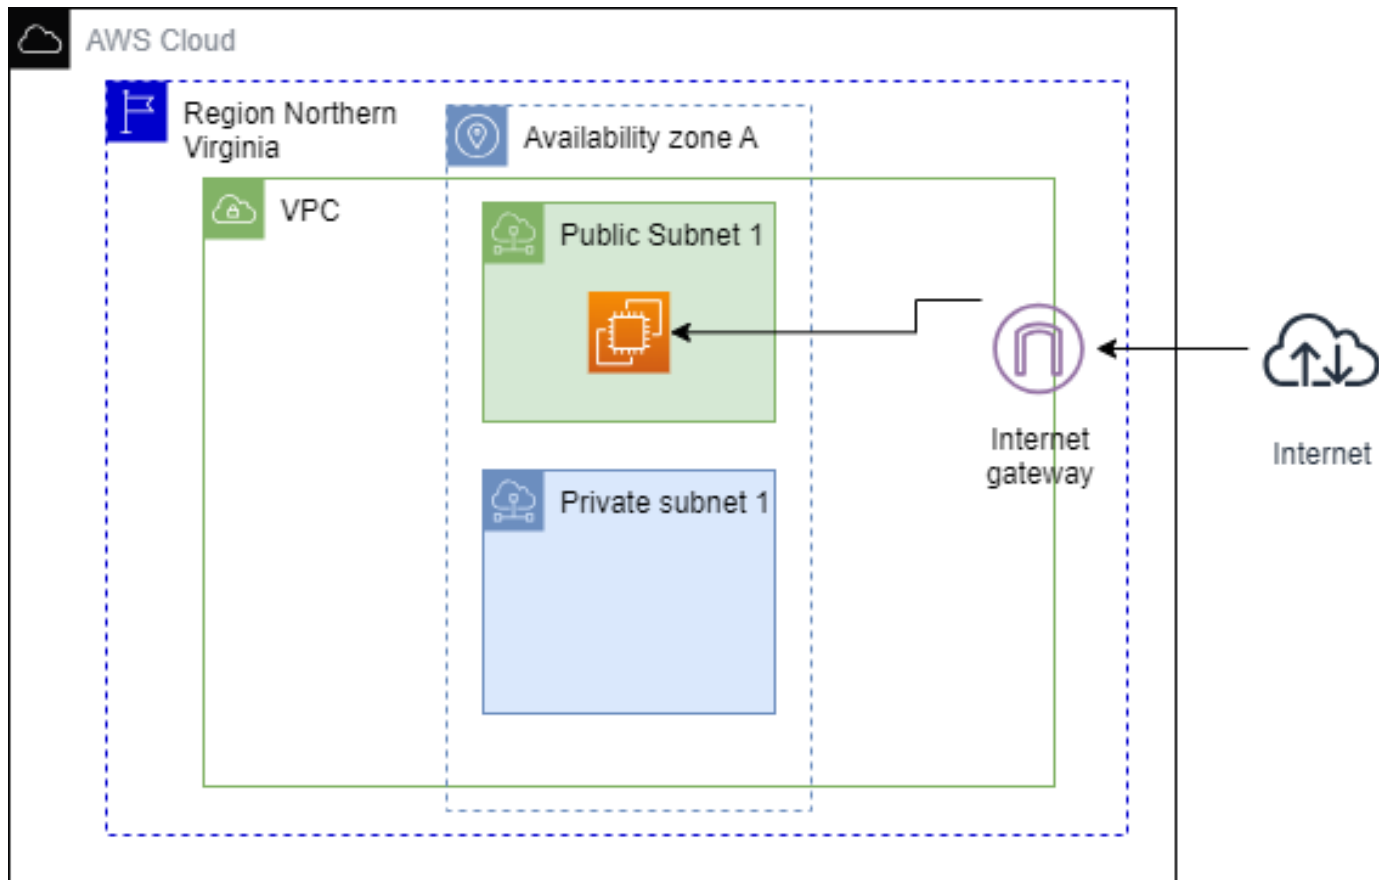 AWS Cloud
Region Northern
Virginia
Availability zone A
VPC
Public Subnet 1
Internet
gateway
Internet
Private subnet 1